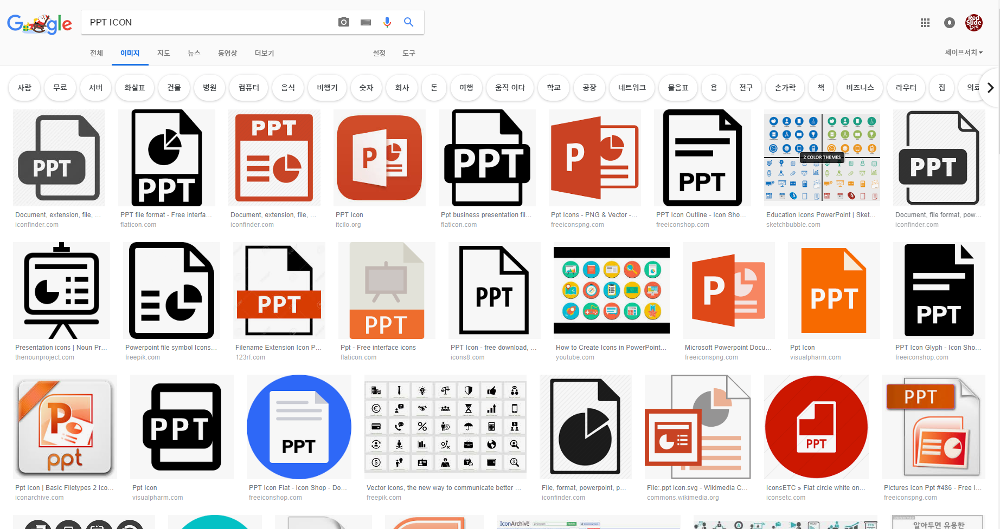 Google
PPT ICON
Red
Slide
전체 이미지 지도 뉴스 동영상 더보기 설정 도구 세이프서치
사람 무료 서버 화살표 건물 병원 컴퓨터 음식 비행기 숫자 회사 돈 여행 움직 이다 학교 공장 네트워크 물음표 용 전구 손가락 책 비즈니스 라우터 집 의료
PPT
PPT
PPT
P
PPT
P
PPT
2 COLOR THEMES
PPT
Document, extension, file, ...
iconfinder.com
PPT file format - Free interfa...
flaticon.com
Document, extension, file, ...
iconfinder.com
PPT Icon
itcilo.org
Ppt business presentation fil...
flaticon.com
Ppt Icons - PNG & Vector -...
freeiconspng.com
PPT Icon Outline - Icon Sho...
freeiconshop.com
Education Icons PowerPoint | Sket...
sketchbubble.com
Document, file format, pow...
iconfinder.com
PPT
PPT
PPT
P
PPT
PPT
Presentation icons | Noun Pr...
thenounproject.com
Powerpoint file symbol Icons...
freepik.com
Filename Extension Icon P...
123rf.com
Ppt - Free interface icons
flaticon.com
PPT Icon - free download, ...
icons8.com
How to Create Icons in PowerPoint...
youtube.com
Microsoft Powerpoint Docu...
freeiconspng.com
Ppt Icon
visualpharm.com
PPT Icon Glyph - Icon Sho...
freeiconshop.com
P
ppt
PPT
PPT
PPT
PPT
Ppt Icon | Basic Filetypes 2 Ico...
iconarchive.com
Ppt Icon
visualpharm.com
PPT Icon Flat - Icon Shop - Do...
freeiconshop.com
Vector icons, the new way to communicate better ...
freepik.com
File, format, powerpoint, p...
iconfinder.com
File:.ppt icon.svg - Wikimedia C...
commons.wikimedia.org
IconsETC » Flat circle white on...
iconsetc.com
Pictures Icon Ppt #486 - Free I...
freeiconspng.com
IconArchive
알아두면 유용한